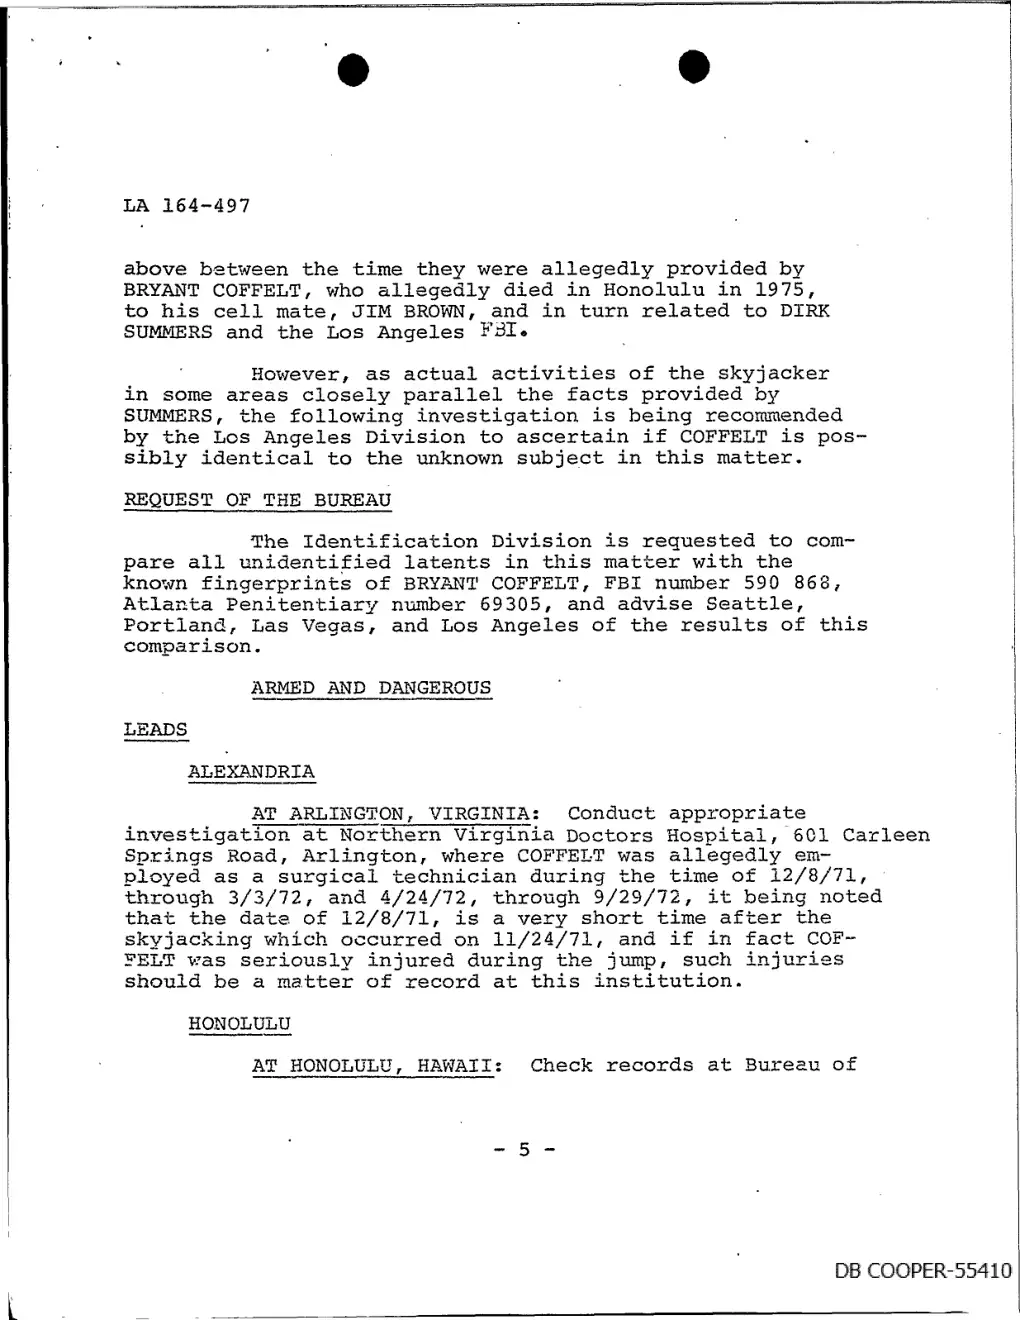 LA 164-497
above between the time they were allegedly provided by
BRYANT COFFELT, who allegedly died in Honolulu in 1975,
to his cell mate, JIM BROWN, and in turn related to DIRK
SUMMERS and the Los Angeles FBI.
However, as actual activities of the skyjacker
in some areas closely parallel the facts provided by
SUMMERS, the following investigation is being recommended
by the Los Angeles Division to ascertain if COFFELT is pos-
sibly identical to the unknown subject in this matter.
REQUEST OF THE BUREAU
The Identification Division is requested to com-
pare all unidentified latents in this matter with the
known fingerprints of BRYANT COFFELT, FBI number 590 868,
Atlanta Penitentiary number 69305, and advise Seattle,
Portland, Las Vegas, and Los Angeles of the results of this
comparison.
ARMED AND DANGEROUS
LEADS
ALEXANDRIA
AT ARLINGTON, VIRGINIA: Conduct appropriate
investigation at Northern Virginia Doctors Hospital, 601 Carleen
Springs Road, Arlington, where COFFELT was allegedly em-
ployed as a surgical technician during the time of 12/8/71,
through 3/3/72, and 4/24/72, through 9/29/72, it being noted
that the date of 12/8/71, is a very short time after the
skyjacking which occurred on 11/24/71, and if in fact COF-
FELT was seriously injured during the jump, such injuries
should be a matter of record at this institution.
HONOLULU
AT HONOLULU, HAWAII: Check records at Bureau of
- 5 -
DB COOPER-55410